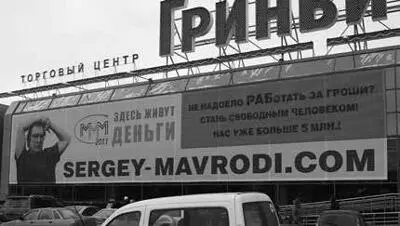 Гринви
ТОРГОВЫЙ ЦЕНТР
МММ
2011
ЗДЕСЬ ЖИВУТ
ДЕНЬГИ
НЕ НАДОЕЛО РАБотать ЗА ГРОШИ?
СТАНЬ СВОБОДНЫМ ЧЕЛОВЕКОМ!
НАС УЖЕ БОЛЬШЕ 5 МЛН.!
SERGEY-MAVRODI.COM